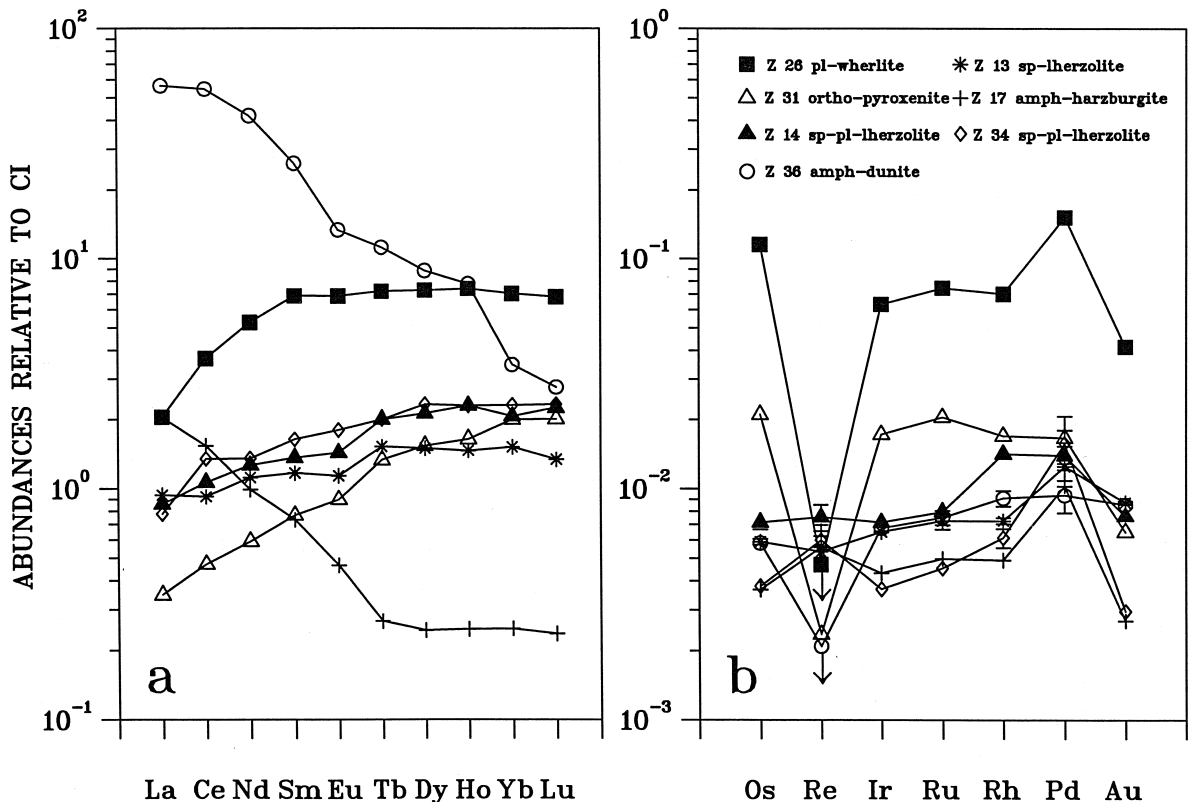 ABUNDANCES RELATIVE TO CI
10²
10¹
10⁰
10⁻¹
a
La Ce Nd Sm Eu Tb Dy Ho Yb Lu
10⁰
10⁻¹
10⁻²
10⁻³
Z 26 pl-wherlite
Z 13 sp-lherzolite
Z 31 ortho-pyroxenite
Z 17 amph-harzburgite
Z 14 sp-pl-lherzolite
Z 34 sp-pl-lherzolite
Z 36 amph-dunite
b
Os Re Ir Ru Rh Pd Au